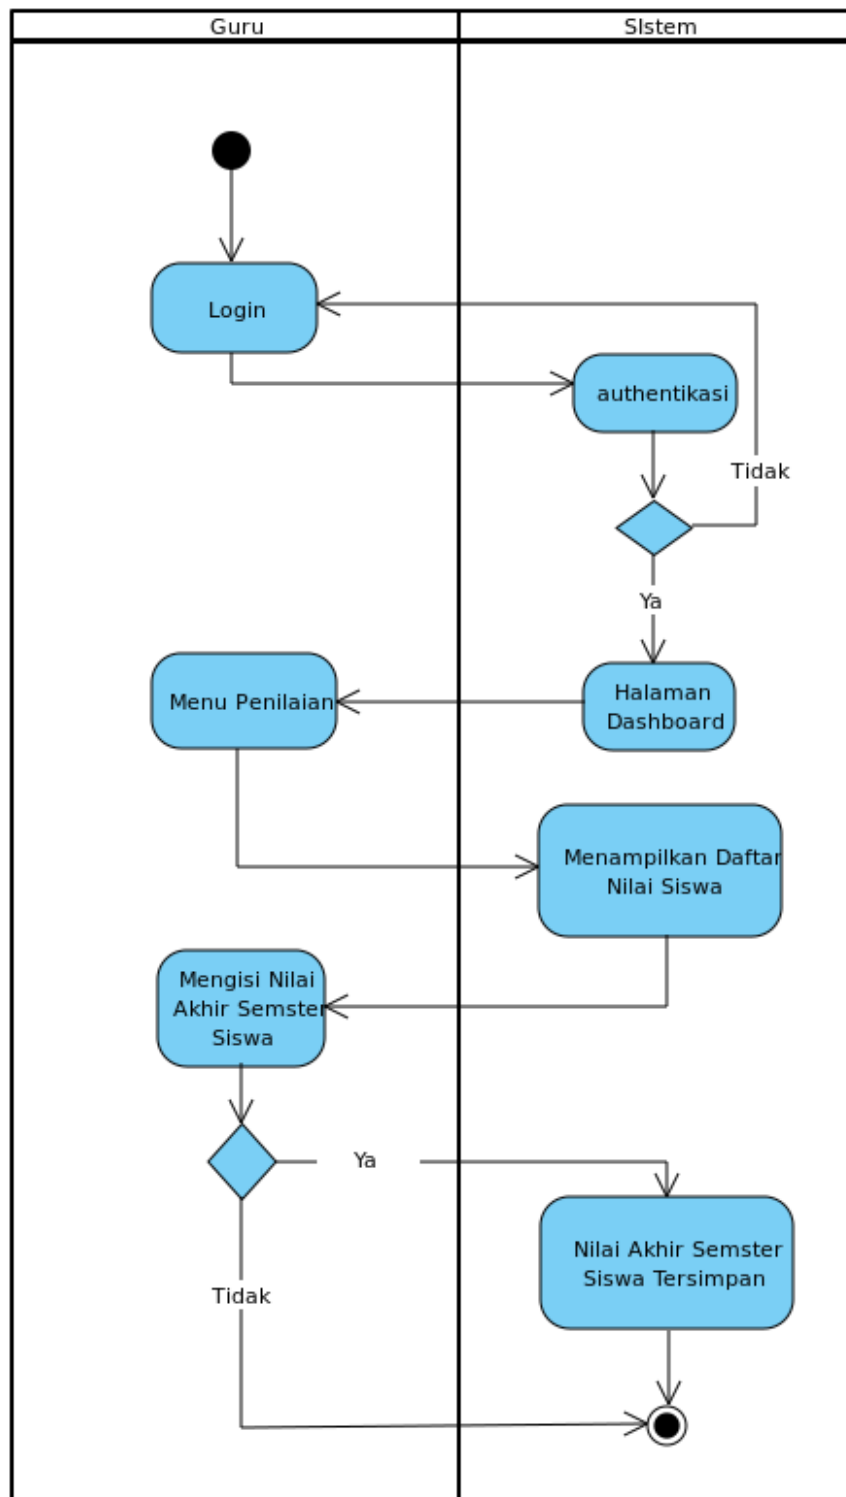 Guru
SIstem
Login
authentikasi
Tidak
Ya
Halaman
Dashboard
Menu Penilaian
Menampilkan Daftar
Nilai Siswa
Mengisi Nilai
Akhir Semster
Siswa
Ya
Nilai Akhir Semster
Siswa Tersimpan
Tidak